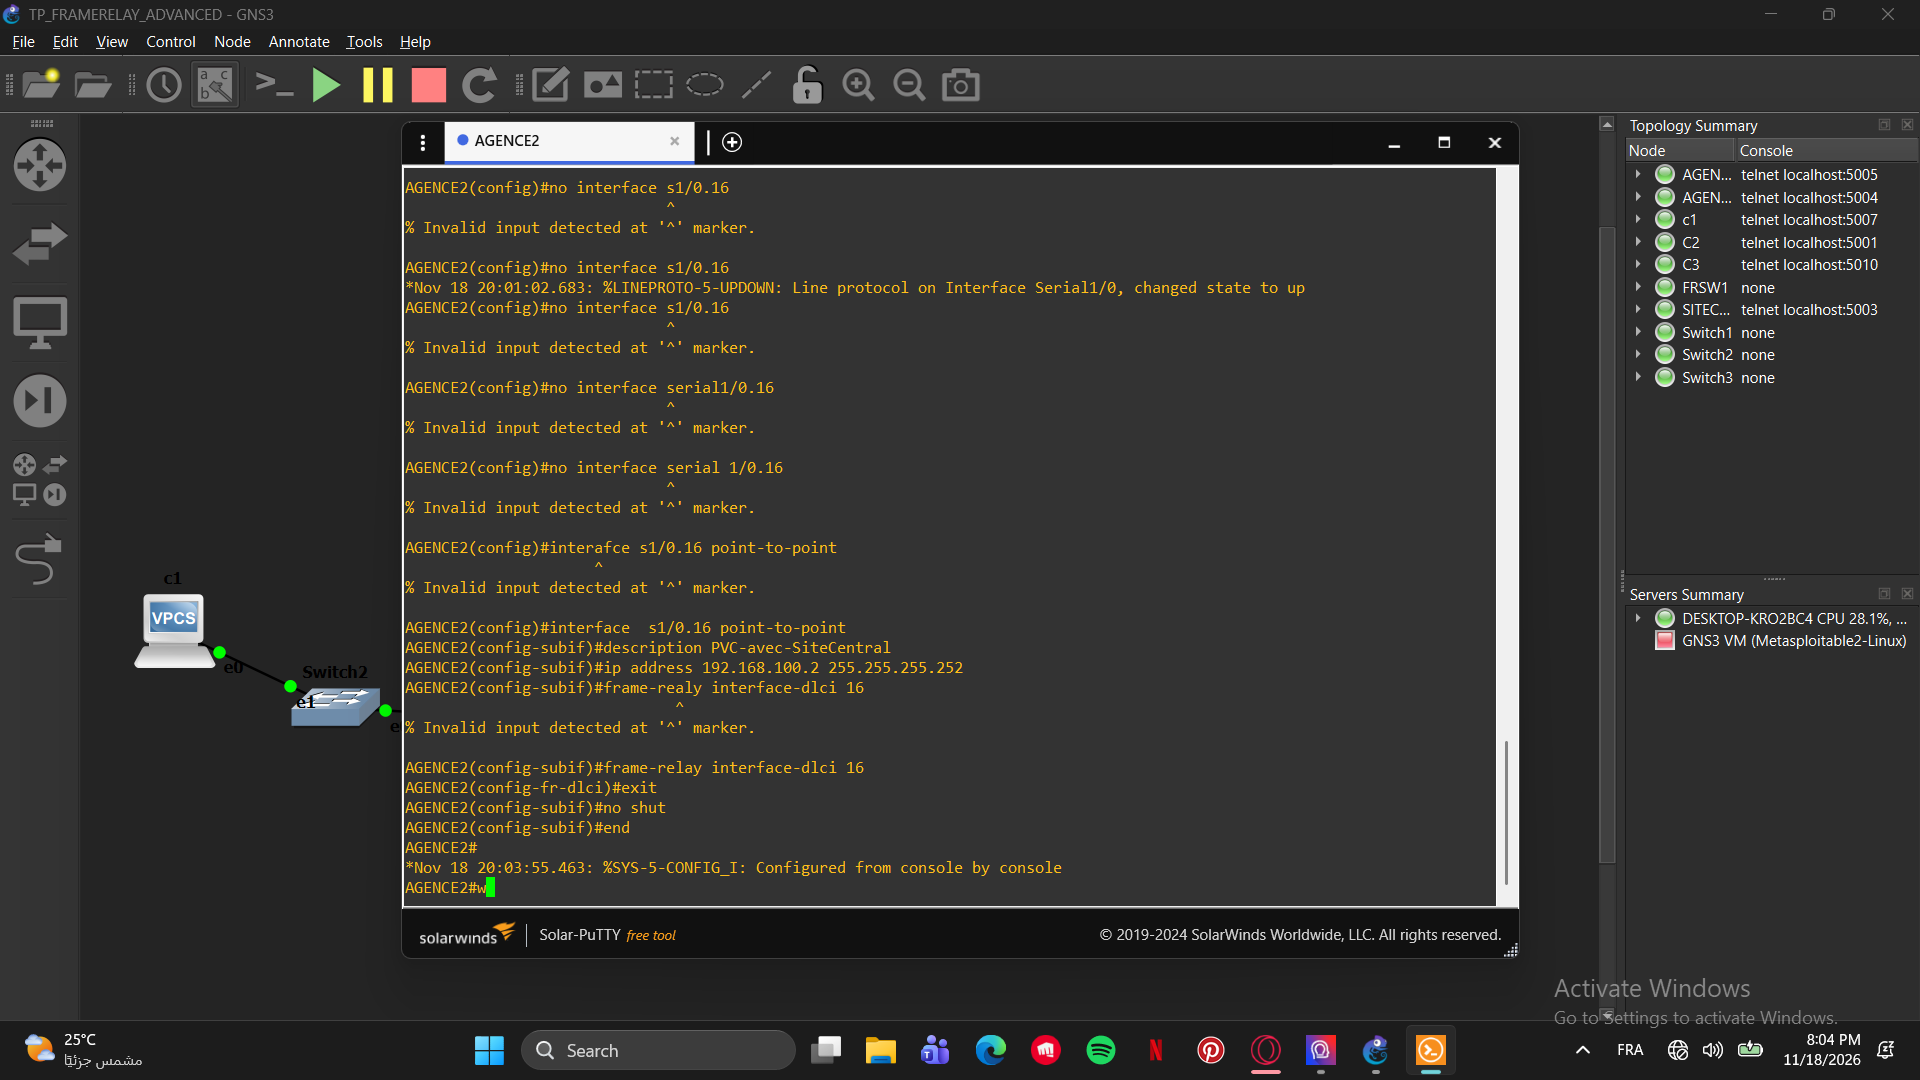 TP_FRAMERELAY_ADVANCED - GNS3
File Edit View Control Node Annotate Tools Help
AGENCE2
AGENCE2(config)#no interface s1/0.16
^
% Invalid input detected at '^' marker.
AGENCE2(config)#no interface s1/0.16
*Nov 18 20:01:02.683: %LINEPROTO-5-UPDOWN: Line protocol on Interface Serial1/0, changed state to up
AGENCE2(config)#no interface s1/0.16
^
% Invalid input detected at '^' marker.
AGENCE2(config)#no interface serial1/0.16
^
% Invalid input detected at '^' marker.
AGENCE2(config)#no interface serial 1/0.16
^
% Invalid input detected at '^' marker.
AGENCE2(config)#interafce s1/0.16 point-to-point
^
% Invalid input detected at '^' marker.
AGENCE2(config)#interface  s1/0.16 point-to-point
AGENCE2(config-subif)#description PVC-avec-SiteCentral
AGENCE2(config-subif)#ip address 192.168.100.2 255.255.255.252
AGENCE2(config-subif)#frame-realy interface-dlci 16
^
% Invalid input detected at '^' marker.
AGENCE2(config-subif)#frame-relay interface-dlci 16
AGENCE2(config-fr-dlci)#exit
AGENCE2(config-subif)#no shut
AGENCE2(config-subif)#end
AGENCE2#
*Nov 18 20:03:55.463: %SYS-5-CONFIG_I: Configured from console by console
AGENCE2#w
solarwinds Solar-PuTTY free tool
© 2019-2024 SolarWinds Worldwide, LLC. All rights reserved.
c1
VPCS
e0
Switch2
e1
e
Topology Summary
Node Console
AGEN... telnet localhost:5005
AGEN... telnet localhost:5004
c1 telnet localhost:5007
C2 telnet localhost:5001
C3 telnet localhost:5010
FRSW1 none
SITEC... telnet localhost:5003
Switch1 none
Switch2 none
Switch3 none
Servers Summary
DESKTOP-KRO2BC4 CPU 28.1%, ...
GNS3 VM (Metasploitable2-Linux)
Activate Windows
Go to Settings to activate Windows.
25°C
مشمس جزئيًا
Search
FRA
8:04 PM
11/18/2026